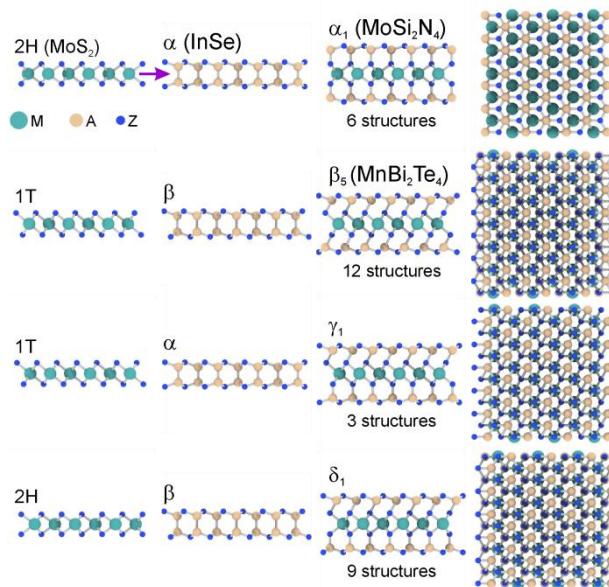 2H (MoS₂)
α (InSe)
α₁ (MoSi₂N₄)
6 structures
M
A
Z
1T
β
β₅ (MnBi₂Te₄)
12 structures
1T
α
γ₁
3 structures
2H
β
δ₁
9 structures